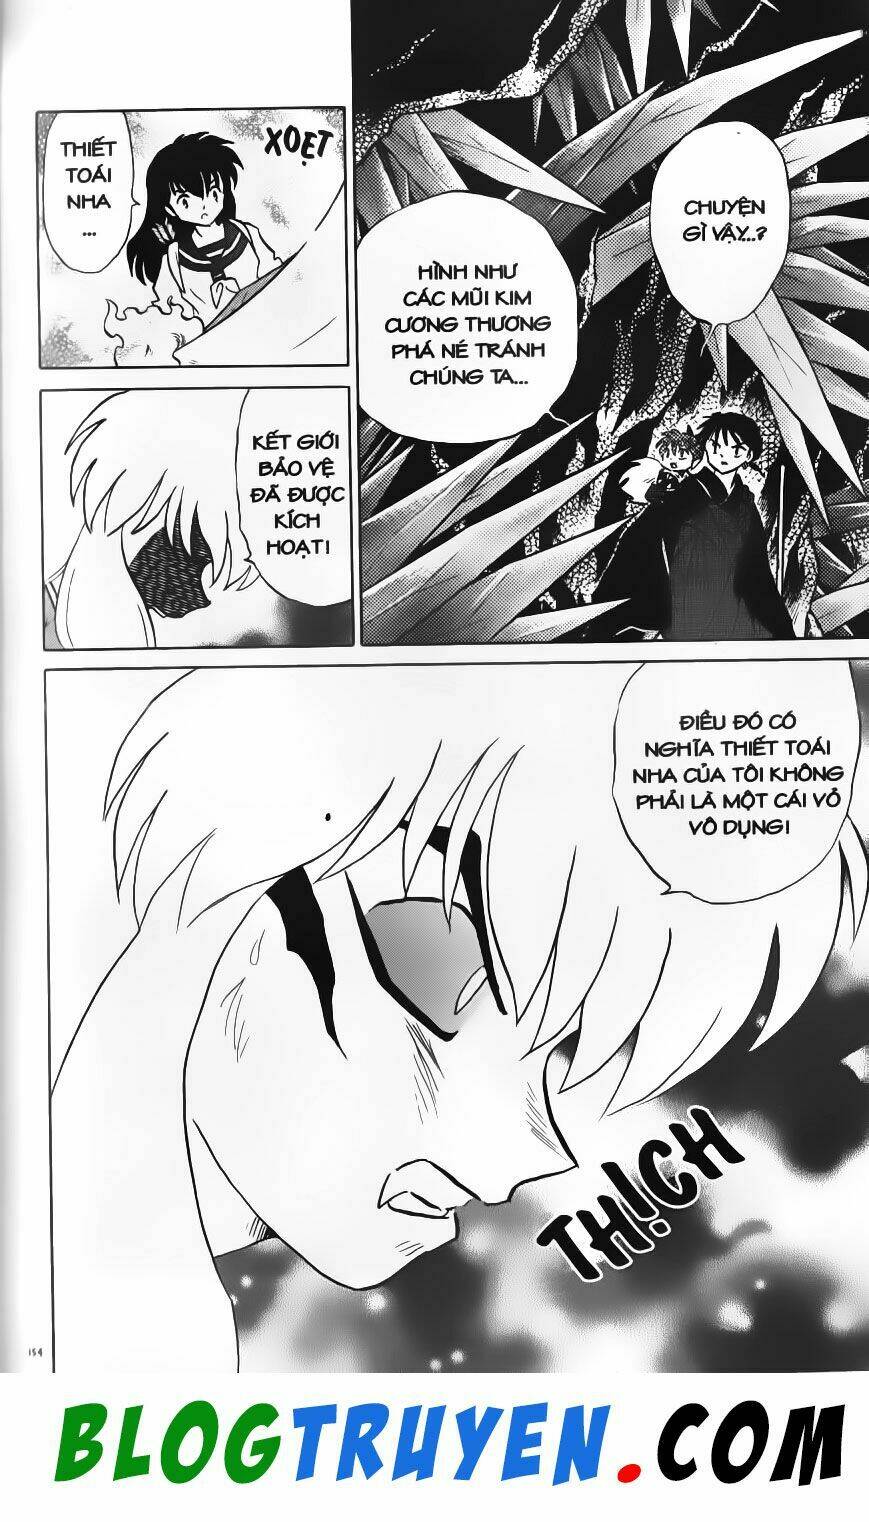 CHUYỆN
GÌ VẬY...?
HÌNH NHƯ
CÁC MŨI KIM
CƯƠNG THƯƠNG
PHÁ NÉ TRÁNH
CHÚNG TA...
XOẸT
THIẾT
TOÁI
NHA
...
KẾT GIỚI
BẢO VỆ
ĐÃ ĐƯỢC
KÍCH
HOẠT!
ĐIỀU ĐÓ CÓ
NGHĨA THIẾT TOÁI
NHA CỦA TÔI KHÔNG
PHẢI LÀ MỘT CÁI VỎ
VÔ DỤNG!
THỊCH
154
BLOGTRUYEN.COM